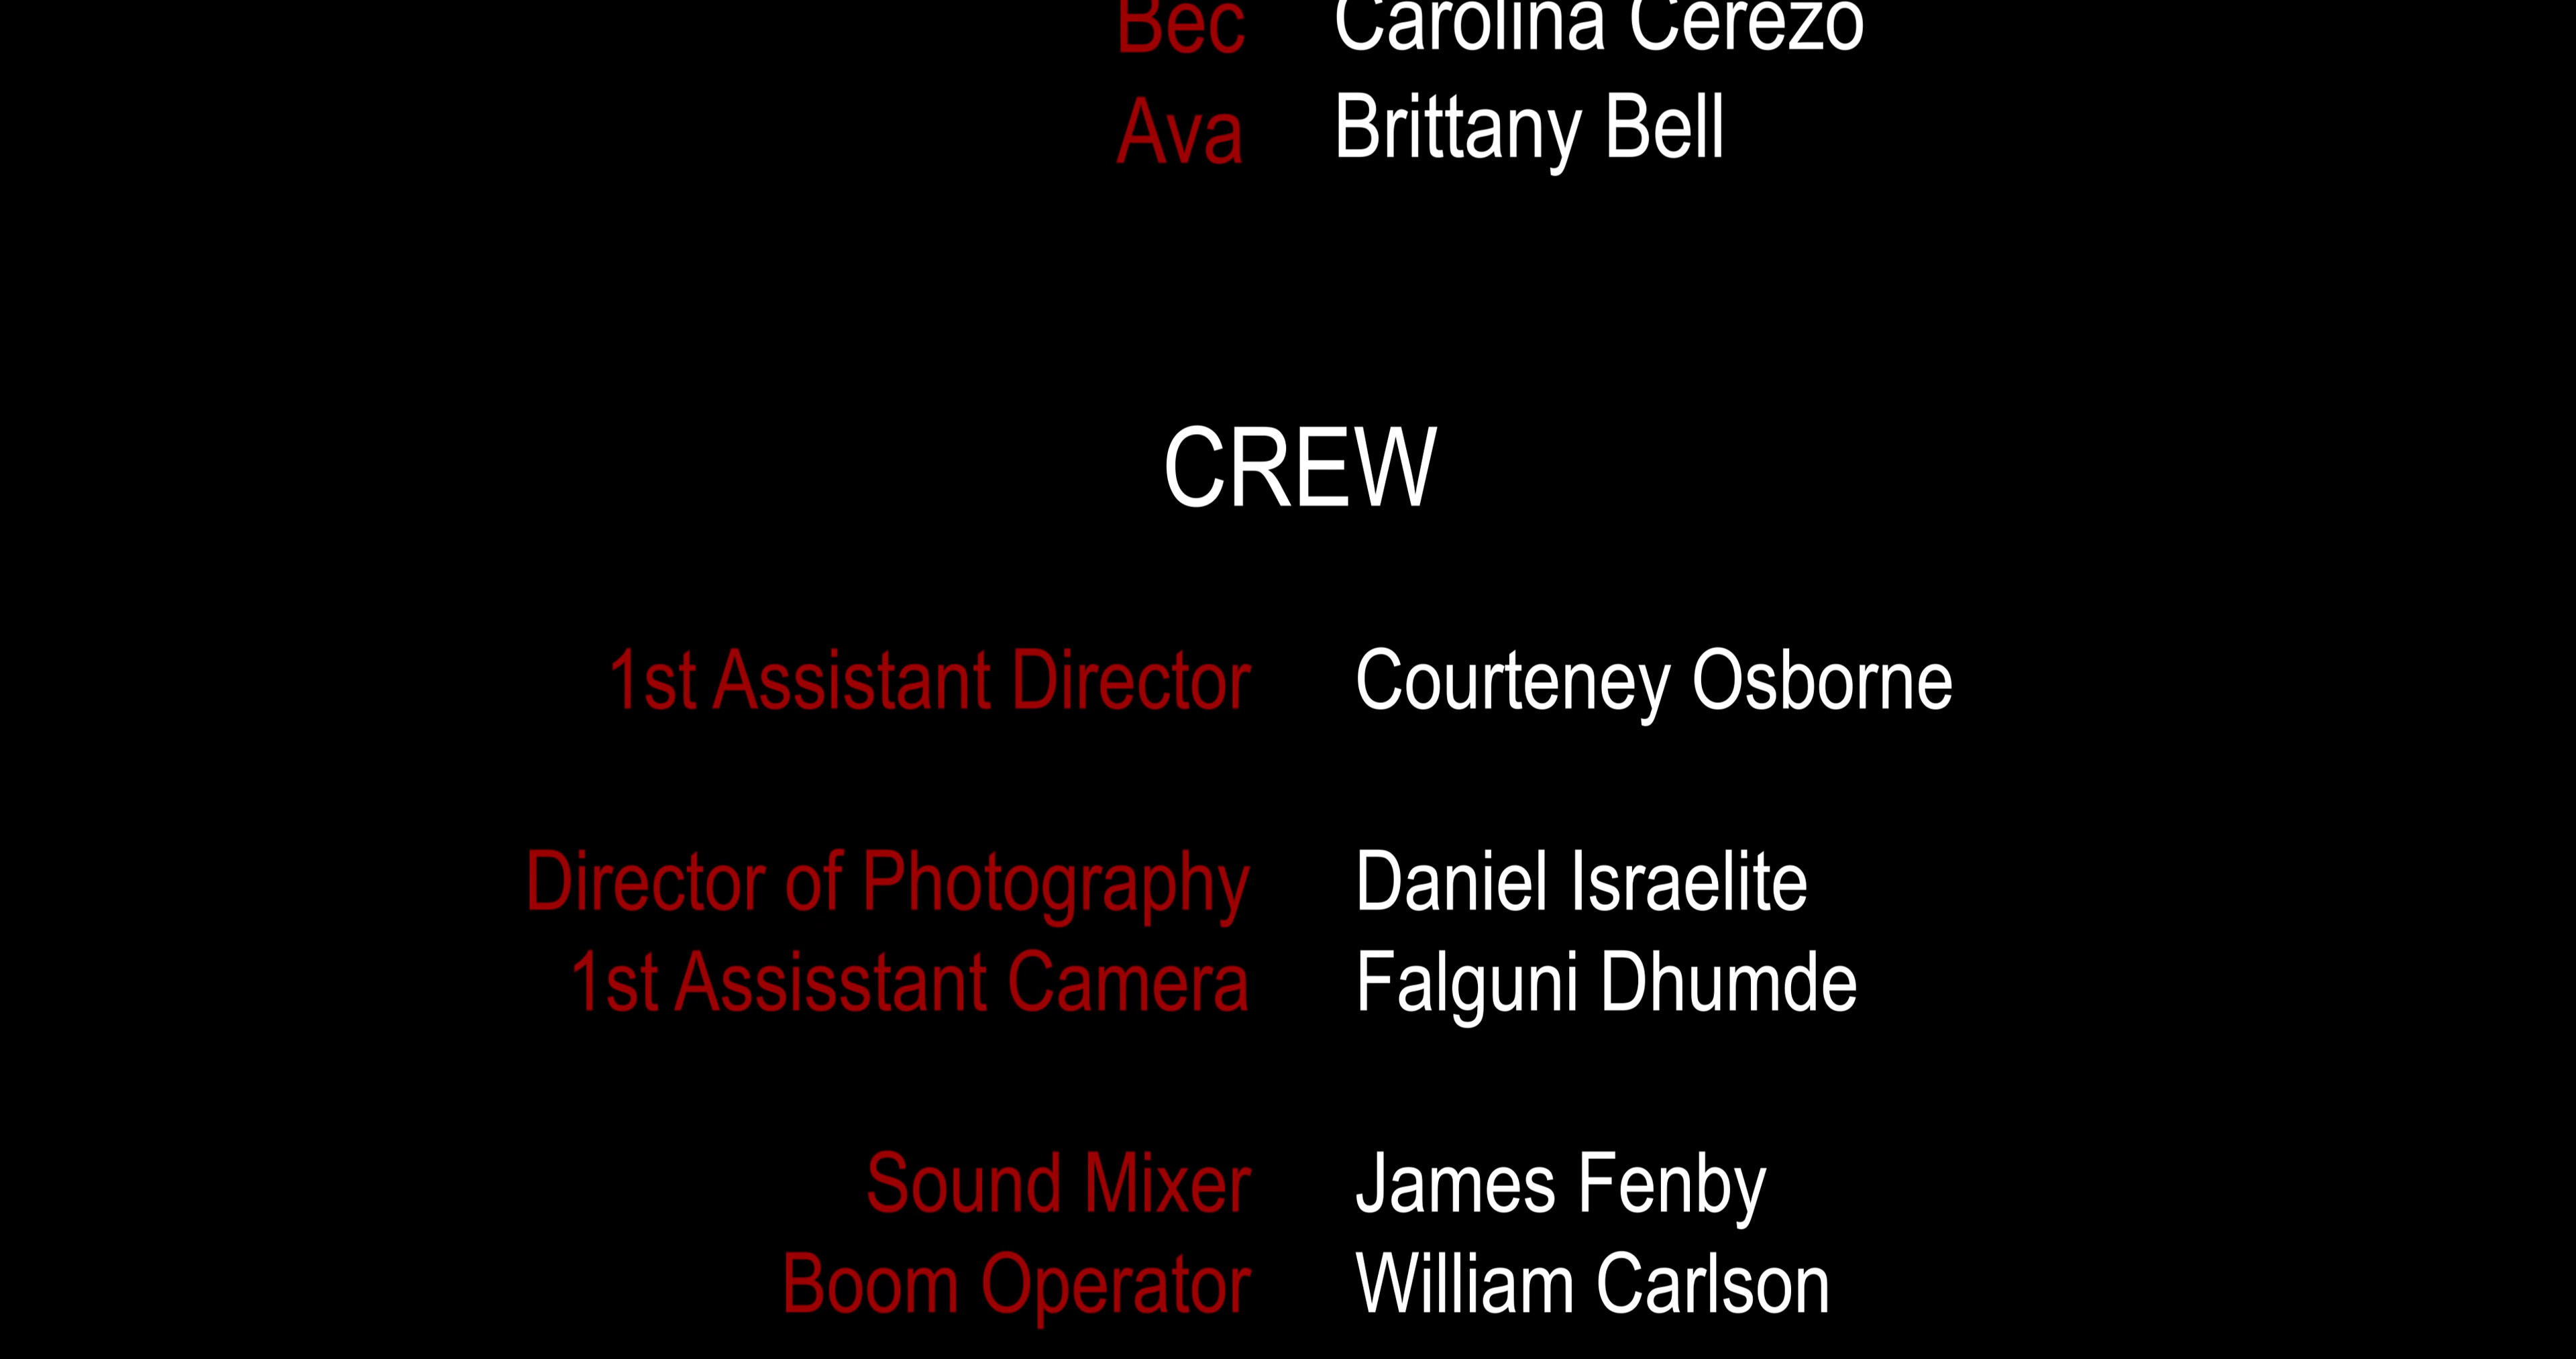 Bec Carolina Cerezo
Ava Brittany Bell
CREW
1st Assistant Director Courteney Osborne
Director of Photography Daniel Israelite
1st Assisstant Camera Falguni Dhumde
Sound Mixer James Fenby
Boom Operator William Carlson